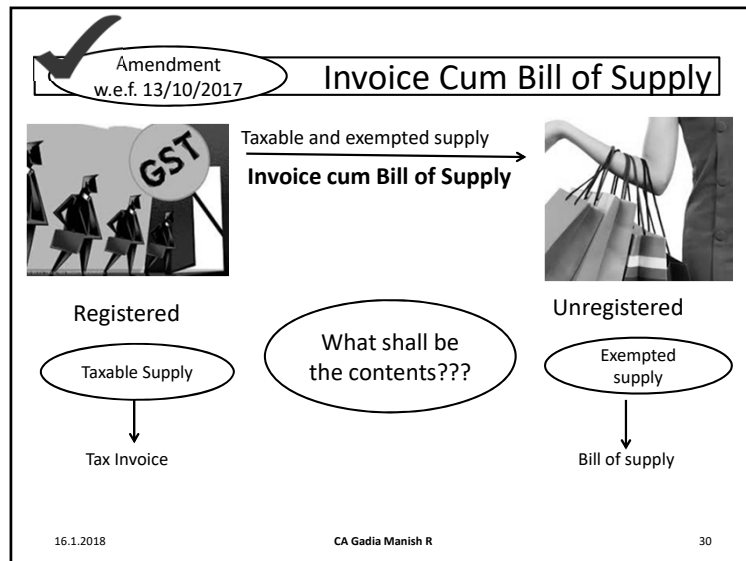 Amendment
w.e.f. 13/10/2017
Invoice Cum Bill of Supply
GST
Taxable and exempted supply
Invoice cum Bill of Supply
Registered
Unregistered
What shall be
the contents???
Taxable Supply
Exempted
supply
Tax Invoice
Bill of supply
16.1.2018
CA Gadia Manish R
30